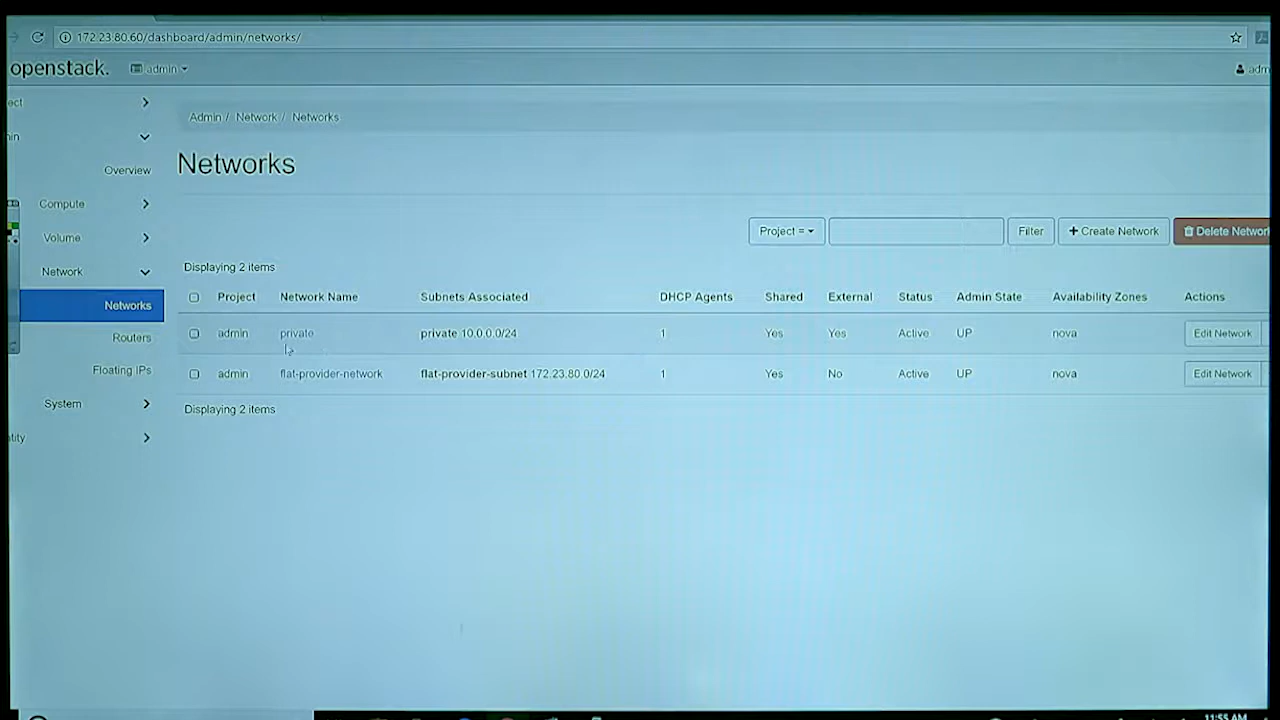 172.23.80.60/dashboard/admin/networks/
openstack. admin
Admin / Network / Networks
Overview
Networks
Compute
Volume
Project = Filter + Create Network Delete Networ
Network
Displaying 2 items
Networks
Project Network Name Subnets Associated DHCP Agents Shared External Status Admin State Availability Zones Actions
admin private private 10.0.0.0/24 1 Yes Yes Active UP nova Edit Network
Routers
Floating IPs
admin flat-provider-network flat-provider-subnet 172.23.80.0/24 1 Yes No Active UP nova Edit Network
System
Displaying 2 items
11:55 AM